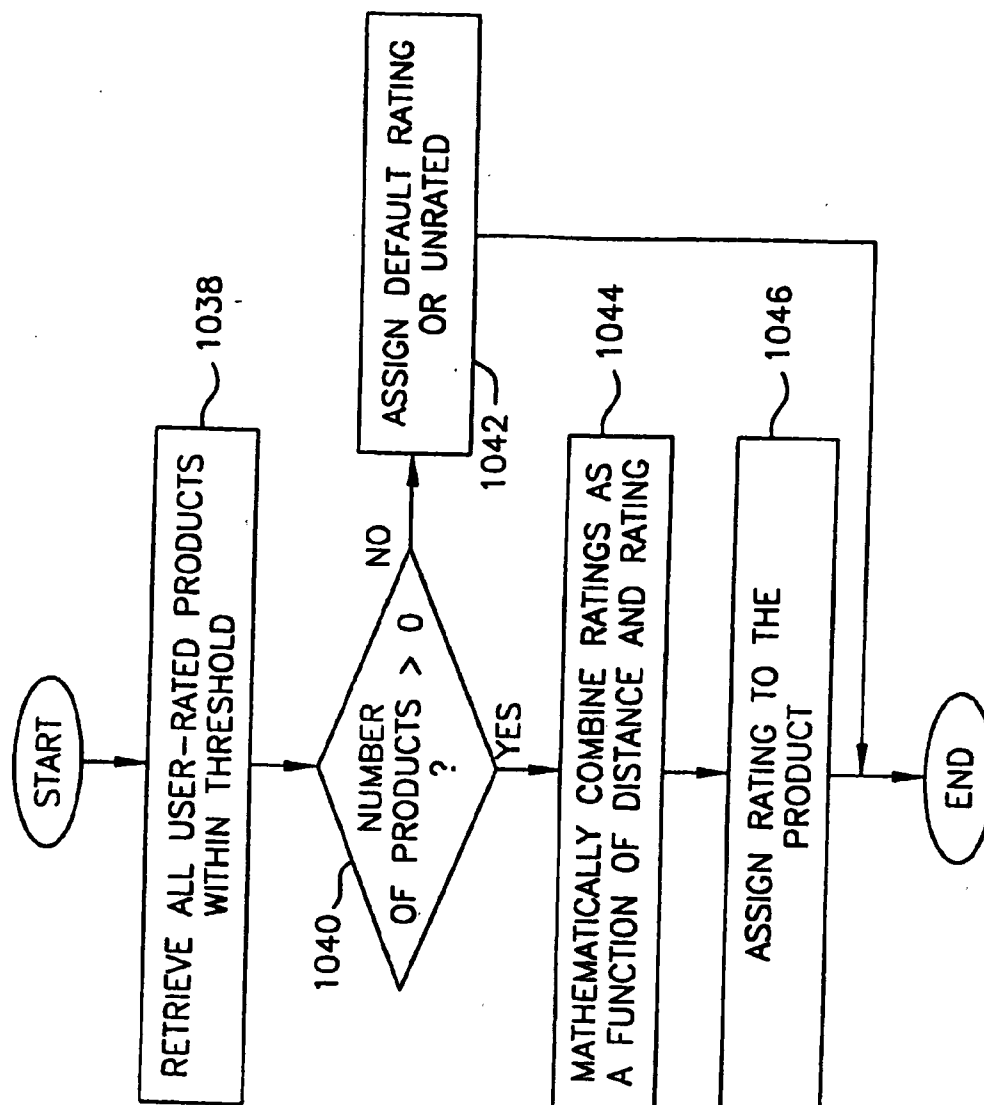 START
RETRIEVE ALL USER-RATED PRODUCTS
WITHIN THRESHOLD
1038
1040
NUMBER
OF PRODUCTS > 0
?
NO
YES
ASSIGN DEFAULT RATING
OR UNRATED
1042
MATHEMATICALLY COMBINE RATINGS AS
A FUNCTION OF DISTANCE AND RATING
1044
ASSIGN RATING TO THE
PRODUCT
1046
END